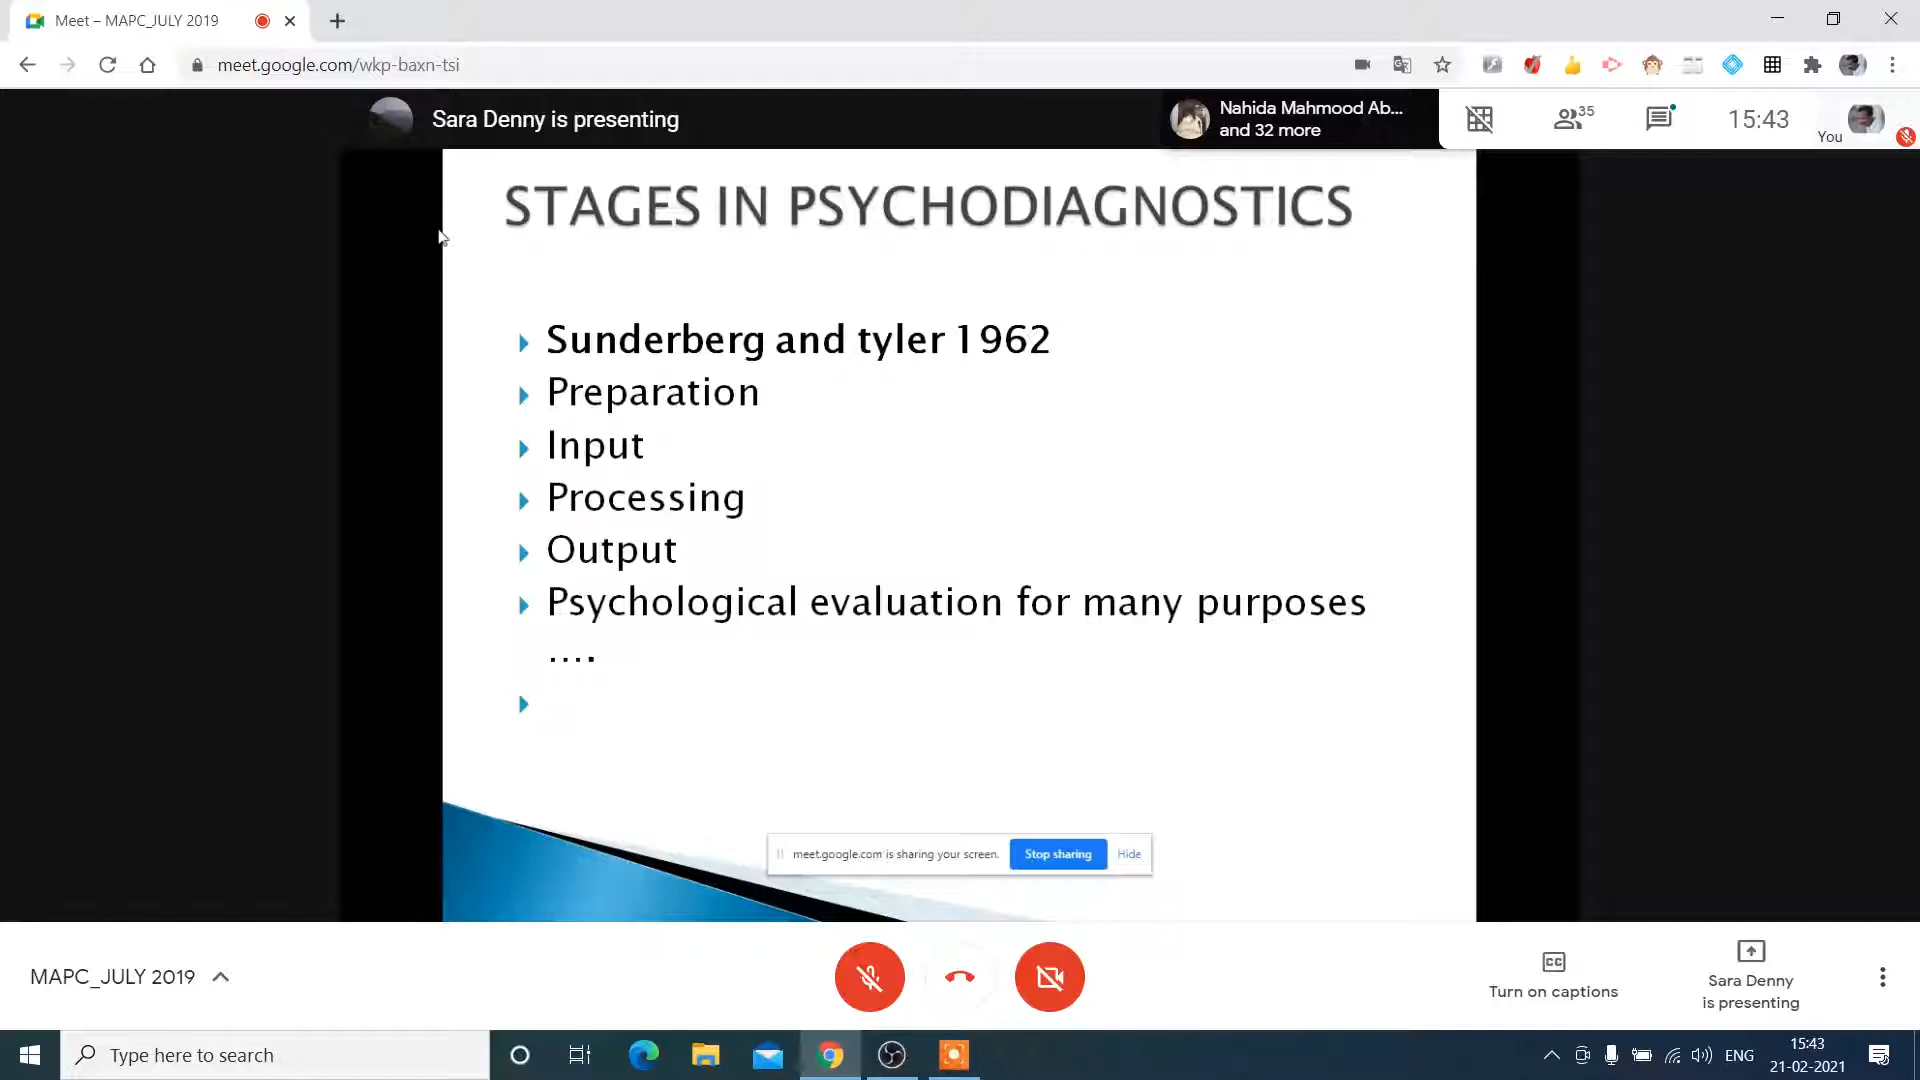 Meet – MAPC_JULY 2019
meet.google.com/wkp-baxn-tsi
Sara Denny is presenting
Nahida Mahmood Ab...
and 32 more
35
15:43
You
STAGES IN PSYCHODIAGNOSTICS
Sunderberg and tyler 1962
Preparation
Input
Processing
Output
Psychological evaluation for many purposes
....
meet.google.com is sharing your screen.
Stop sharing
Hide
MAPC_JULY 2019
Turn on captions
Sara Denny
is presenting
Type here to search
ENG
15:43
21-02-2021